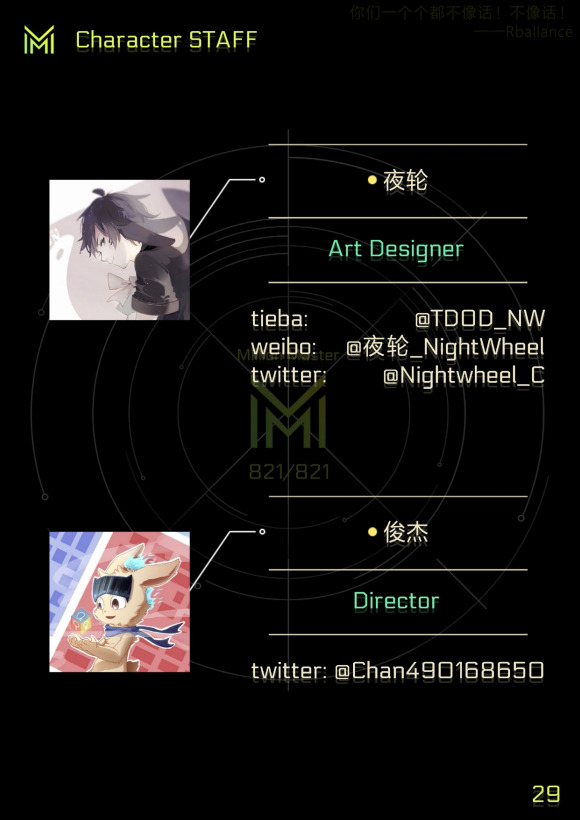 你们一个个都不像话！不像话！
——Rballance
Character STAFF
夜轮
Art Designer
tieba: @TDOD_NW
weibo: @夜轮_NightWheel
twitter: @Nightwheel_C
821/821
俊杰
Director
twitter: @Chan490168650
29